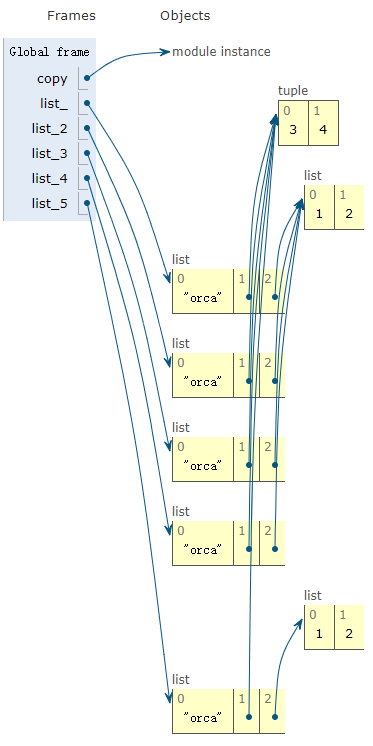 Frames Objects
Global frame
copy
module instance
list_
list_2
list_3
list_4
list_5
tuple
0 1
3 4
list
0 1
1 2
list
0 1 2
"orca"
list
0 1 2
"orca"
list
0 1 2
"orca"
list
0 1 2
"orca"
list
0 1
1 2
list
0 1 2
"orca"